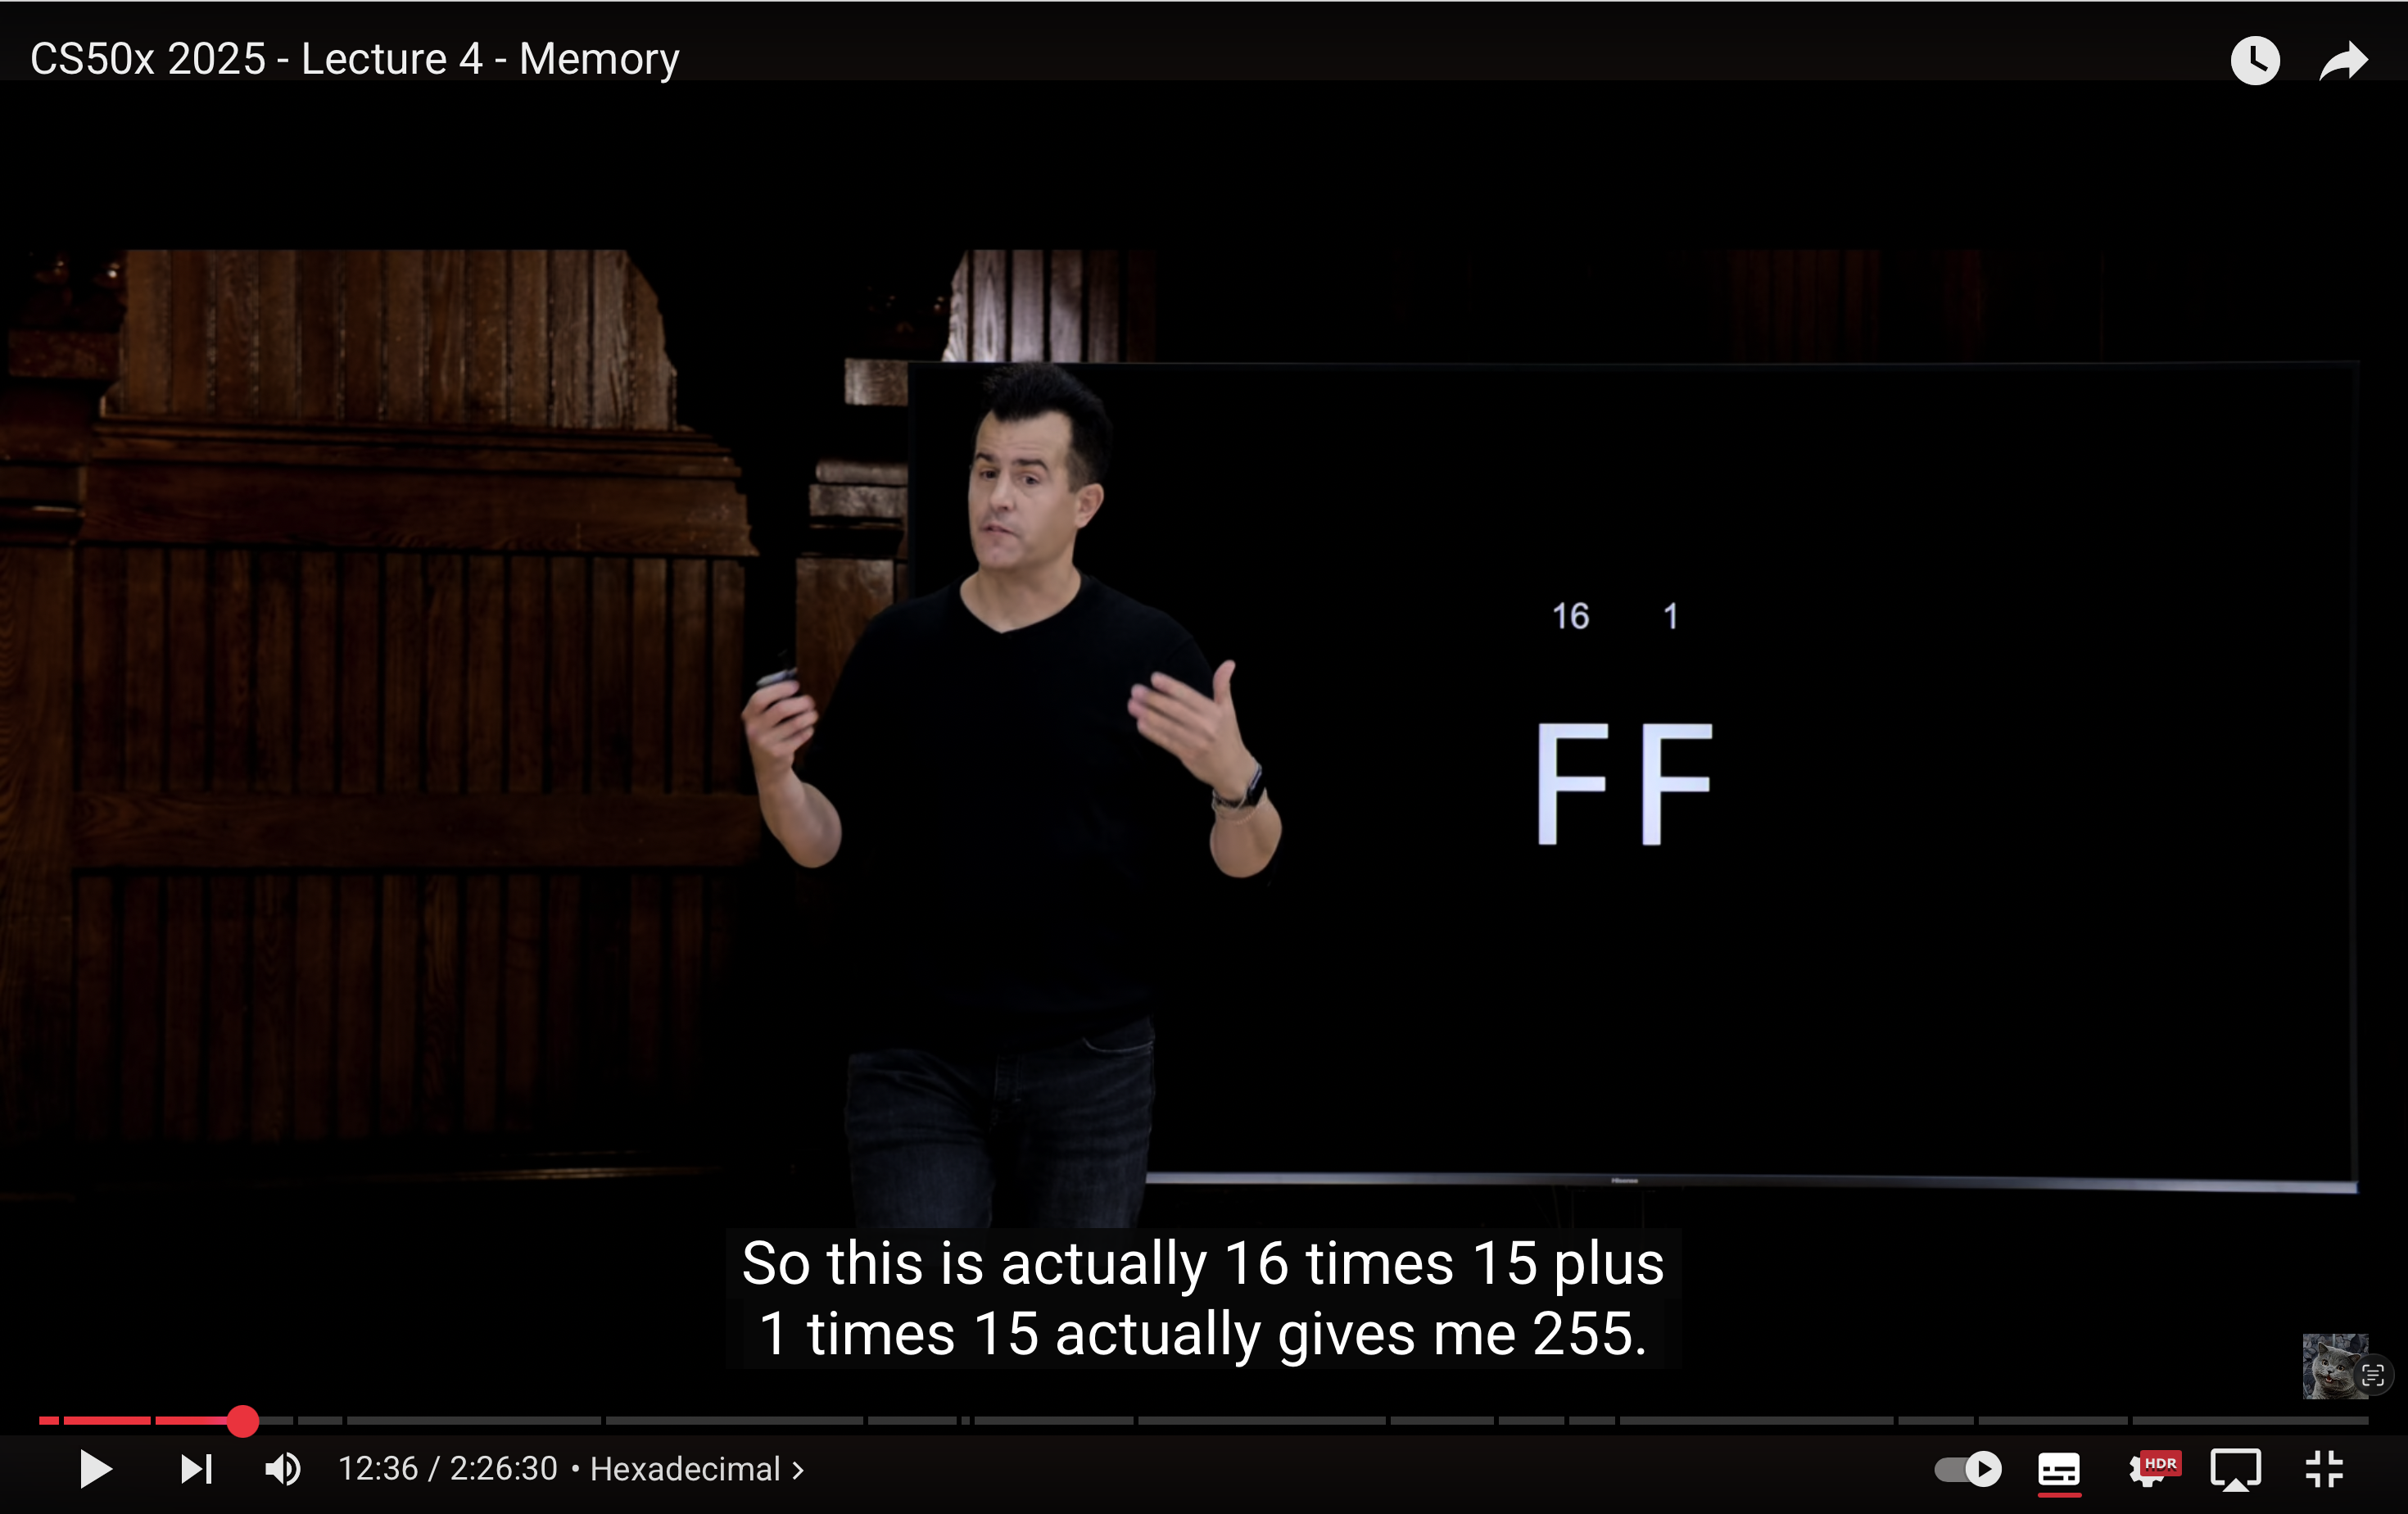 CS50x 2025 - Lecture 4 - Memory
16 1
FF
Hisense
So this is actually 16 times 15 plus
1 times 15 actually gives me 255.
12:36 / 2:26:30 • Hexadecimal >
HDR